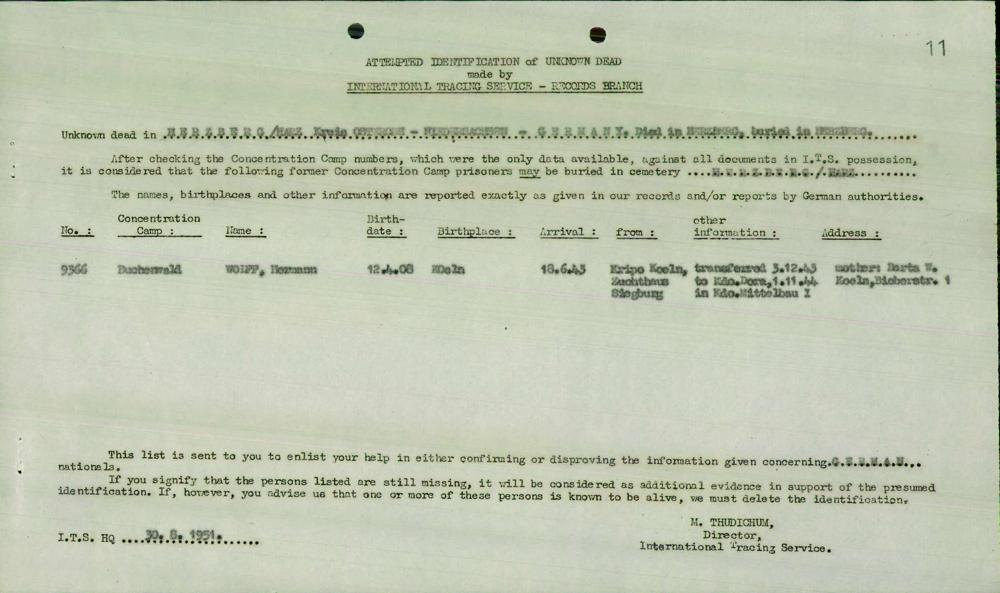 11
ATTEMPTED IDENTIFICATION of UNKNOWN DEAD
made by
INTERNATIONAL TRACING SERVICE - RECORDS BRANCH
Unknown dead in .H.E.R.Z.B.E.R.G./HARZ. Kreis OSTERODE - NIEDERSACHSEN - G.E.R.M.A.N.Y. Died in HERZBERG, buried in HERZBERG.......
After checking the Concentration Camp numbers, which were the only data available, against all documents in I.T.S. possession,
it is considered that the following former Concentration Camp prisoners may be buried in cemetery ....H.E.R.Z.B.E.R.G./.HARZ..........
The names, birthplaces and other information are reported exactly as given in our records and/or reports by German authorities.
Concentration Birth- other
No. : Camp : Name : date : Birthplace : Arrival : from : information : Address :
9366 Buchenwald WOLFF, Hermann 12.4.08 Köeln 18.6.43 Kripo Koeln, transferred 3.12.43 mother: Berta W.
Zuchthaus to Kdo.Dora,1.11.44 Koeln,Bieberstr. 1
Siegburg in Kdo.Mittelbau I
This list is sent to you to enlist your help in either confirming or disproving the information given concerning.G.E.R.M.A.N...
nationals.
If you signify that the persons listed are still missing, it will be considered as additional evidence in support of the presumed
identification. If, however, you advise us that one or more of these persons is known to be alive, we must delete the identification.
M. THUDICHUM,
I.T.S. HQ ....30. 8. 1951....... Director,
International Tracing Service.